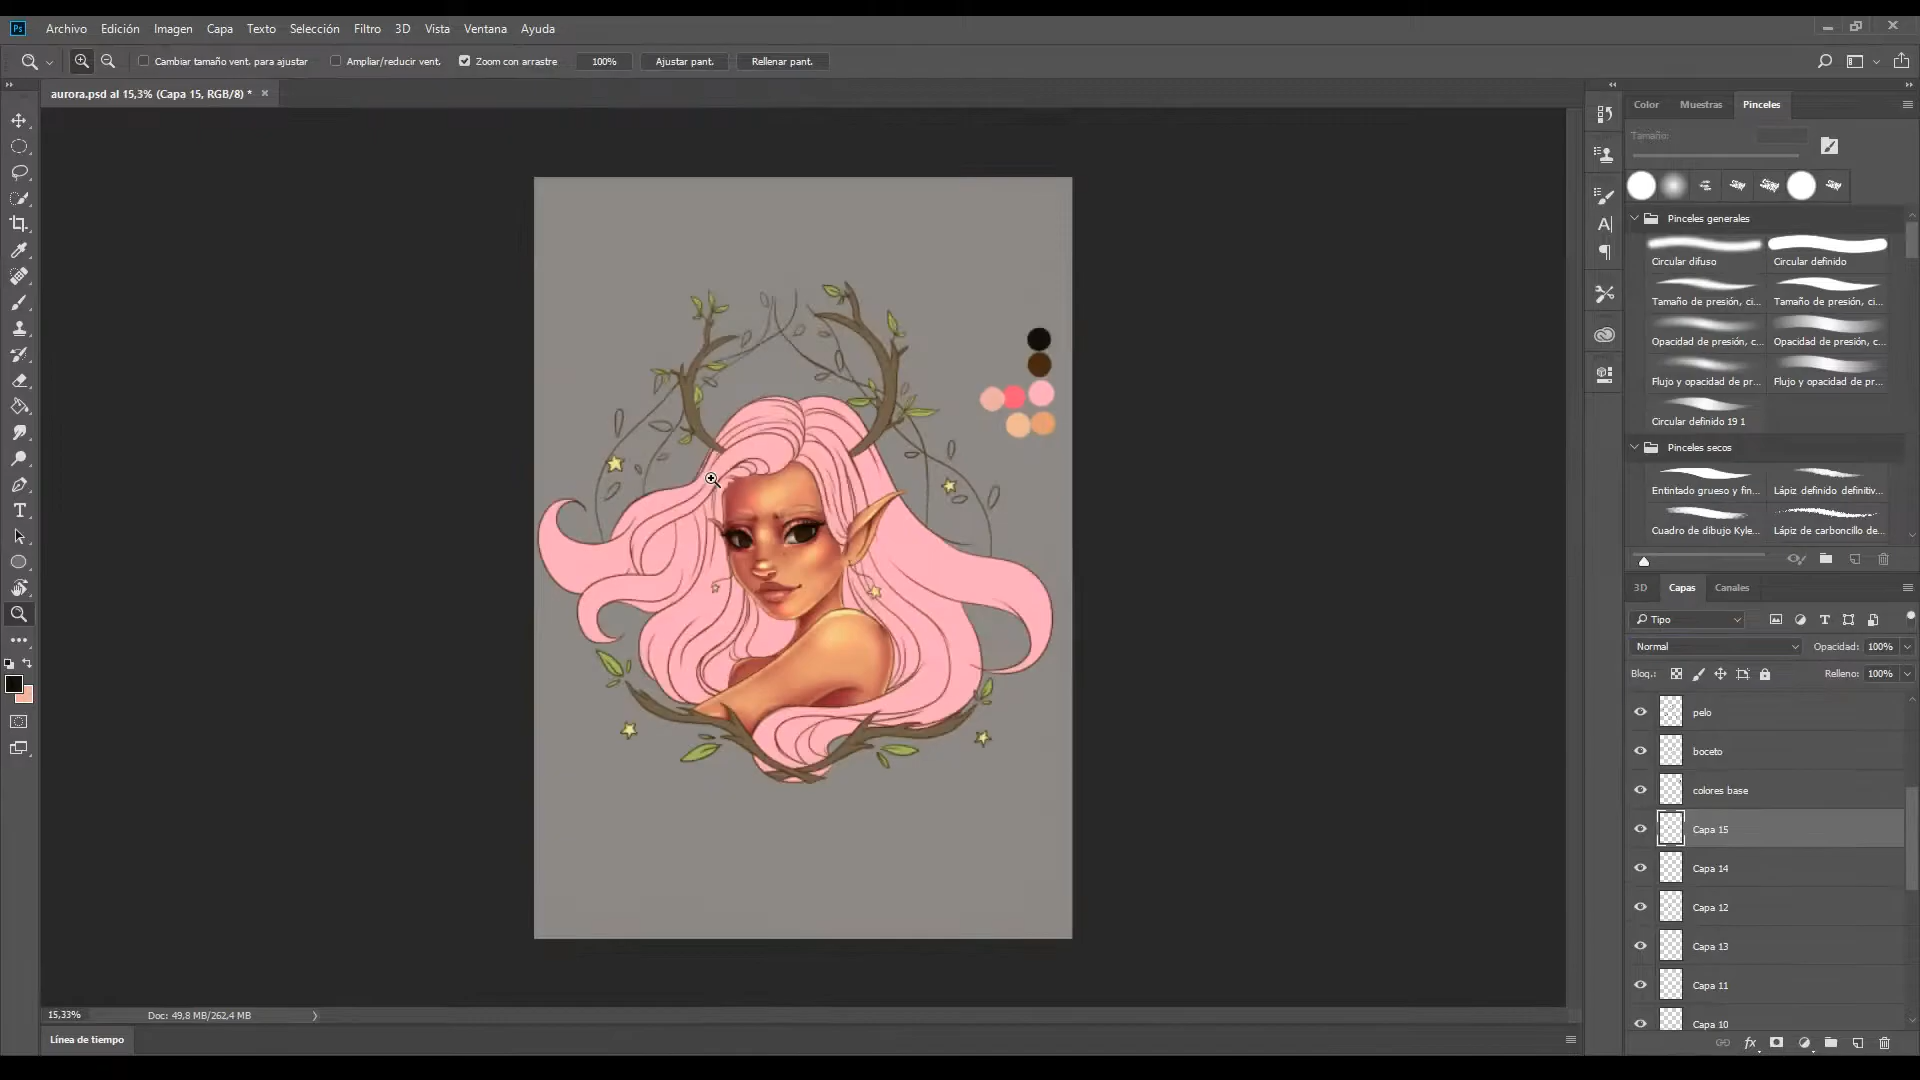 Ps Archivo Edición Imagen Capa Texto Selección Filtro 3D Vista Ventana Ayuda
Cambiar tamaño vent. para ajustar Ampliar/reducir vent. Zoom con arrastre 100% Ajustar pant. Rellenar pant.
aurora.psd al 15,3% (Capa 15, RGB/8) * ×
Color Muestras Pinceles
Tamaño:
Pinceles generales
Circular difuso Circular definido
Tamaño de presión, ci... Tamaño de presión, ci...
Opacidad de presión, c... Opacidad de presión, c...
Flujo y opacidad de pr... Flujo y opacidad de pr...
Circular definido 19 1
Pinceles secos
Entintado grueso y fin... Lápiz definido definitiv...
Cuadro de dibujo Kyle... Lápiz de carboncillo de...
3D Capas Canales
Tipo
Normal Opacidad: 100%
Bloq.: Relleno: 100%
pelo
boceto
colores base
Capa 15
Capa 14
Capa 12
Capa 13
Capa 11
Capa 10
fx
15,33% Doc: 49,8 MB/262,4 MB
Línea de tiempo